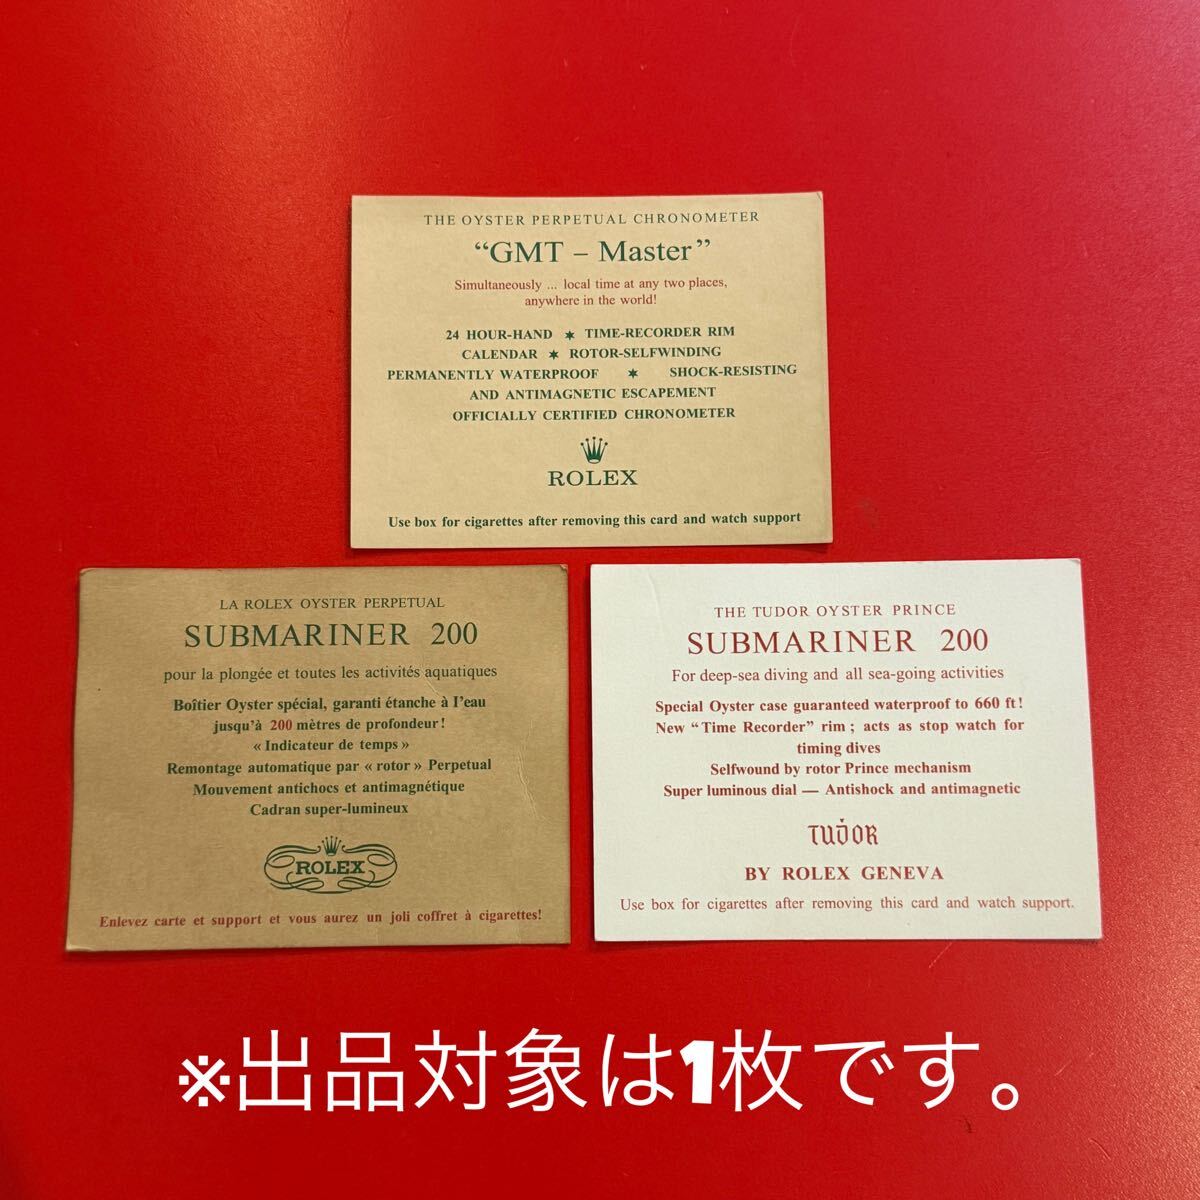 THE OYSTER PERPETUAL CHRONOMETER
“GMT – Master”
Simultaneously ... local time at any two places,
anywhere in the world!
24 HOUR-HAND ✶ TIME-RECORDER RIM
CALENDAR ✶ ROTOR-SELFWINDING
PERMANENTLY WATERPROOF ✶ SHOCK-RESISTING
AND ANTIMAGNETIC ESCAPEMENT
OFFICIALLY CERTIFIED CHRONOMETER
ROLEX
Use box for cigarettes after removing this card and watch support
LA ROLEX OYSTER PERPETUAL
SUBMARINER 200
pour la plongée et toutes les activités aquatiques
Boîtier Oyster spécial, garanti étanche à l’eau
jusqu’à 200 mètres de profondeur!
« Indicateur de temps »
Remontage automatique par « rotor » Perpetual
Mouvement antichocs et antimagnétique
Cadran super-lumineux
ROLEX
Enlevez carte et support et vous aurez un joli coffret à cigarettes!
THE TUDOR OYSTER PRINCE
SUBMARINER 200
For deep-sea diving and all sea-going activities
Special Oyster case guaranteed waterproof to 660 ft!
New “Time Recorder” rim; acts as stop watch for
timing dives
Selfwound by rotor Prince mechanism
Super luminous dial — Antishock and antimagnetic
TUDOR
BY ROLEX GENEVA
Use box for cigarettes after removing this card and watch support.
※出品対象は1枚です。